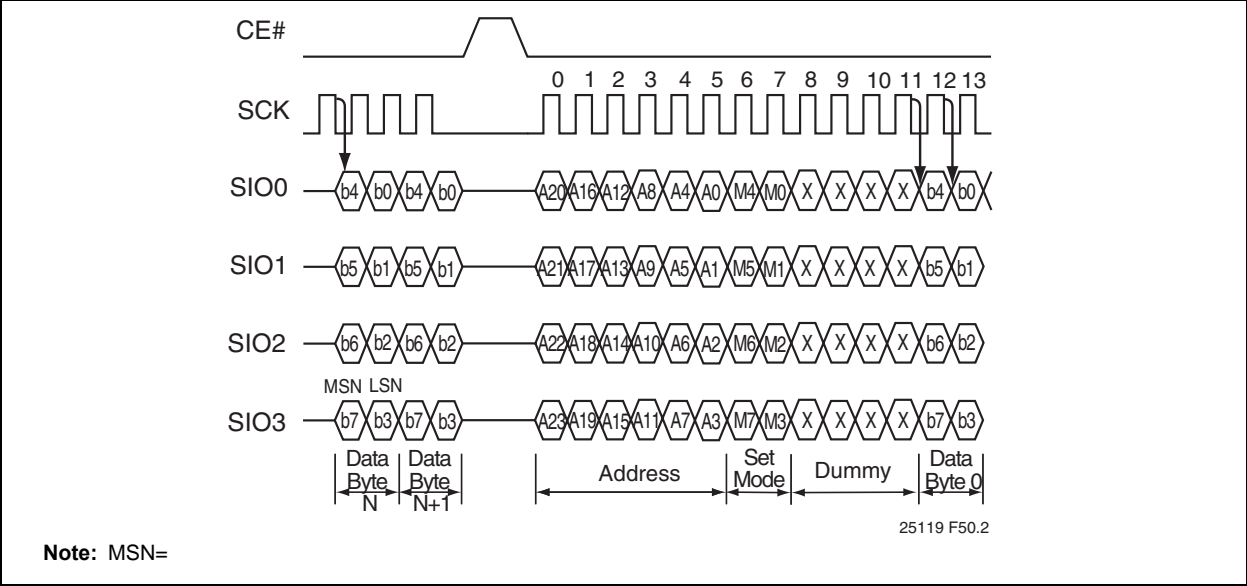 CE#
0 1 2 3 4 5 6 7 8 9 10 11 12 13
SCK
SIO0 b4 b0 b4 b0 A20 A16 A12 A8 A4 A0 M4 M0 X X X X b4 b0
SIO1 b5 b1 b5 b1 A21 A17 A13 A9 A5 A1 M5 M1 X X X X b5 b1
SIO2 b6 b2 b6 b2 A22 A18 A14 A10 A6 A2 M6 M2 X X X X b6 b2
MSN LSN
SIO3 b7 b3 b7 b3 A23 A19 A15 A11 A7 A3 M7 M3 X X X X b7 b3
Data Byte N
Data Byte N+1
Address
Set Mode
Dummy
Data Byte 0
25119 F50.2
Note: MSN=